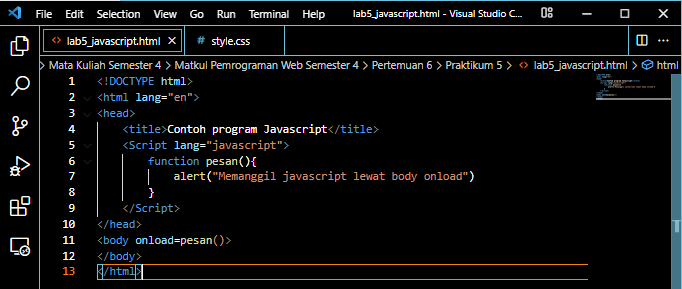 File Edit Selection View Go Run Terminal Help lab5_javascript.html - Visual Studio C...
lab5_javascript.html # style.css
Mata Kuliah Semester 4 > Matkul Pemrograman Web Semester 4 > Pertemuan 6 > Praktikum 5 > lab5_javascript.html > html
1 <!DOCTYPE html>
2 <html lang="en">
3 <head>
4 <title>Contoh program Javascript</title>
5 <Script lang="javascript">
6 function pesan(){
7 alert("Memanggil javascript lewat body onload")
8 }
9 </Script>
10 </head>
11 <body onload=pesan()>
12 </body>
13 </html>